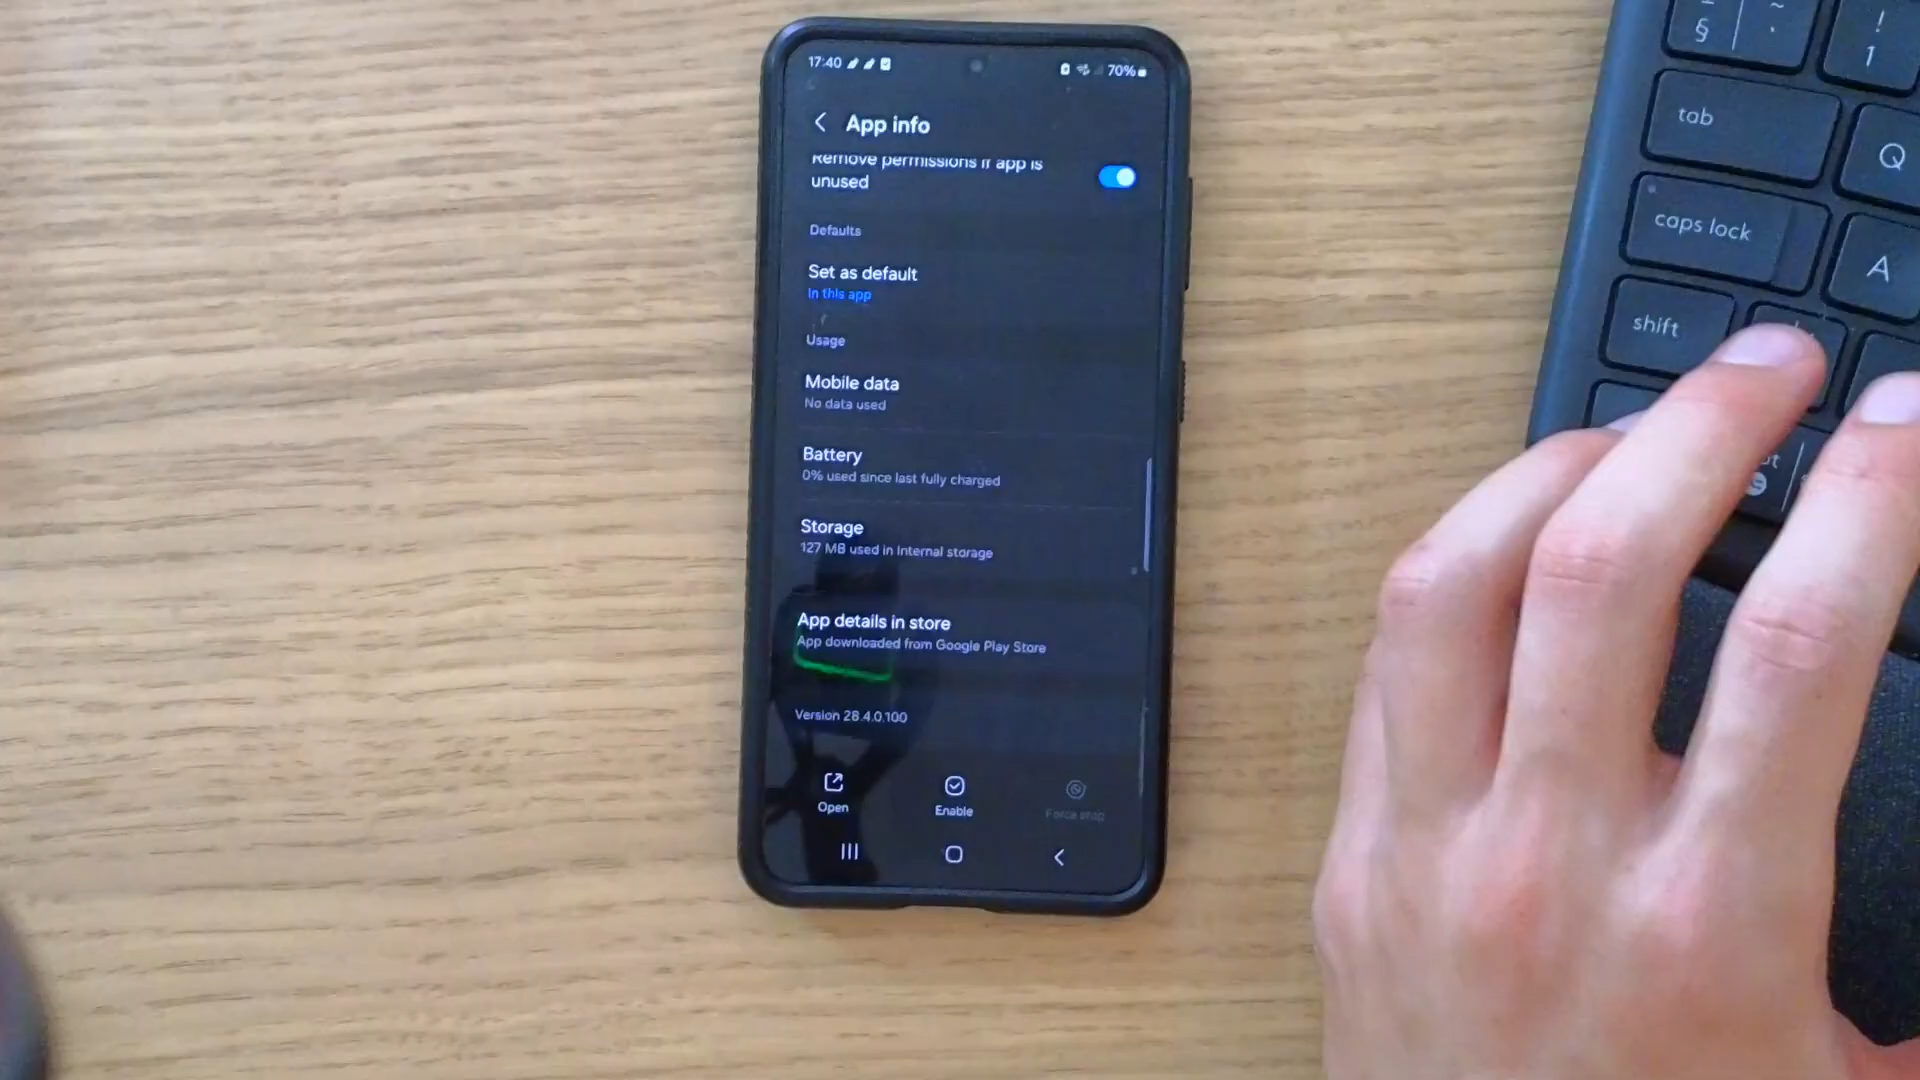 17:40
70%
App info
Remove permissions if app is
unused
Defaults
Set as default
In this app
Usage
Mobile data
No data used
Battery
0% used since last fully charged
Storage
127 MB used in Internal storage
App details in store
App downloaded from Google Play Store
Version 28.4.0.100
Open
Enable
Force stop
§
~
!
1
tab
Q
caps lock
A
shift